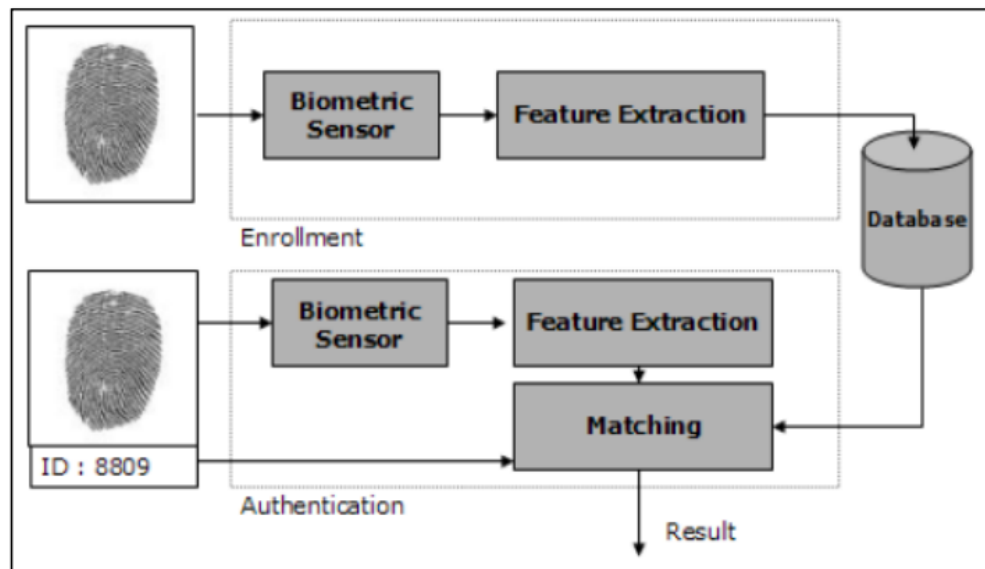 Biometric
Sensor
Feature Extraction
Database
Enrollment
Biometric
Sensor
Feature Extraction
Matching
ID : 8809
Authentication
Result